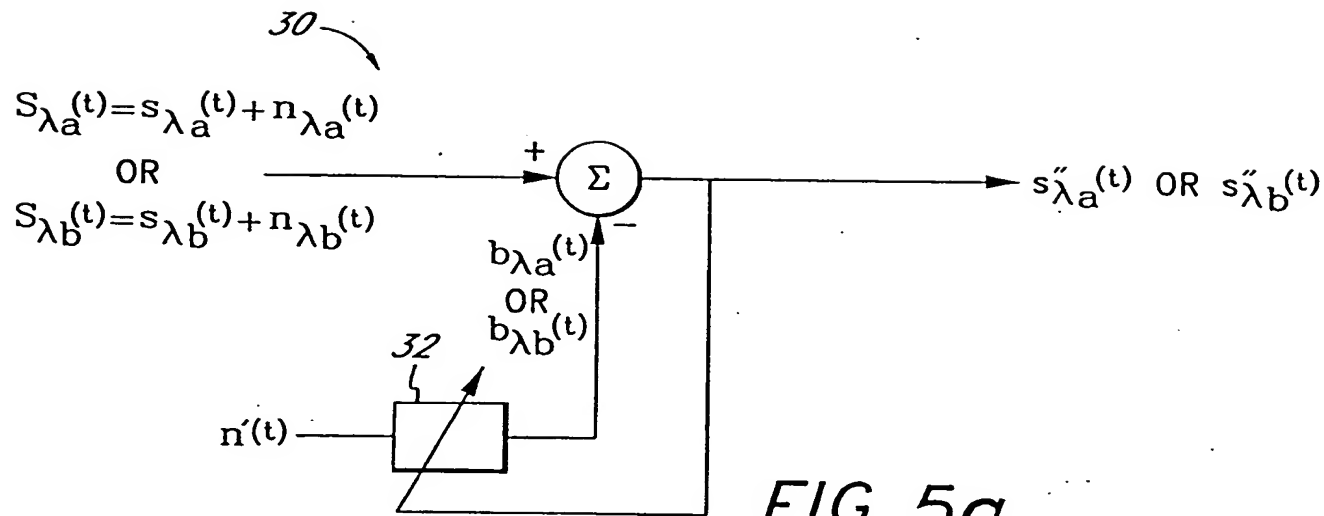 30
S_λa(t)=s_λa(t)+n_λa(t)
OR
S_λb(t)=s_λb(t)+n_λb(t)
+
Σ
−
s″_λa(t) OR s″_λb(t)
b_λa(t)
OR
b_λb(t)
32
n′(t)
FIG. 5a